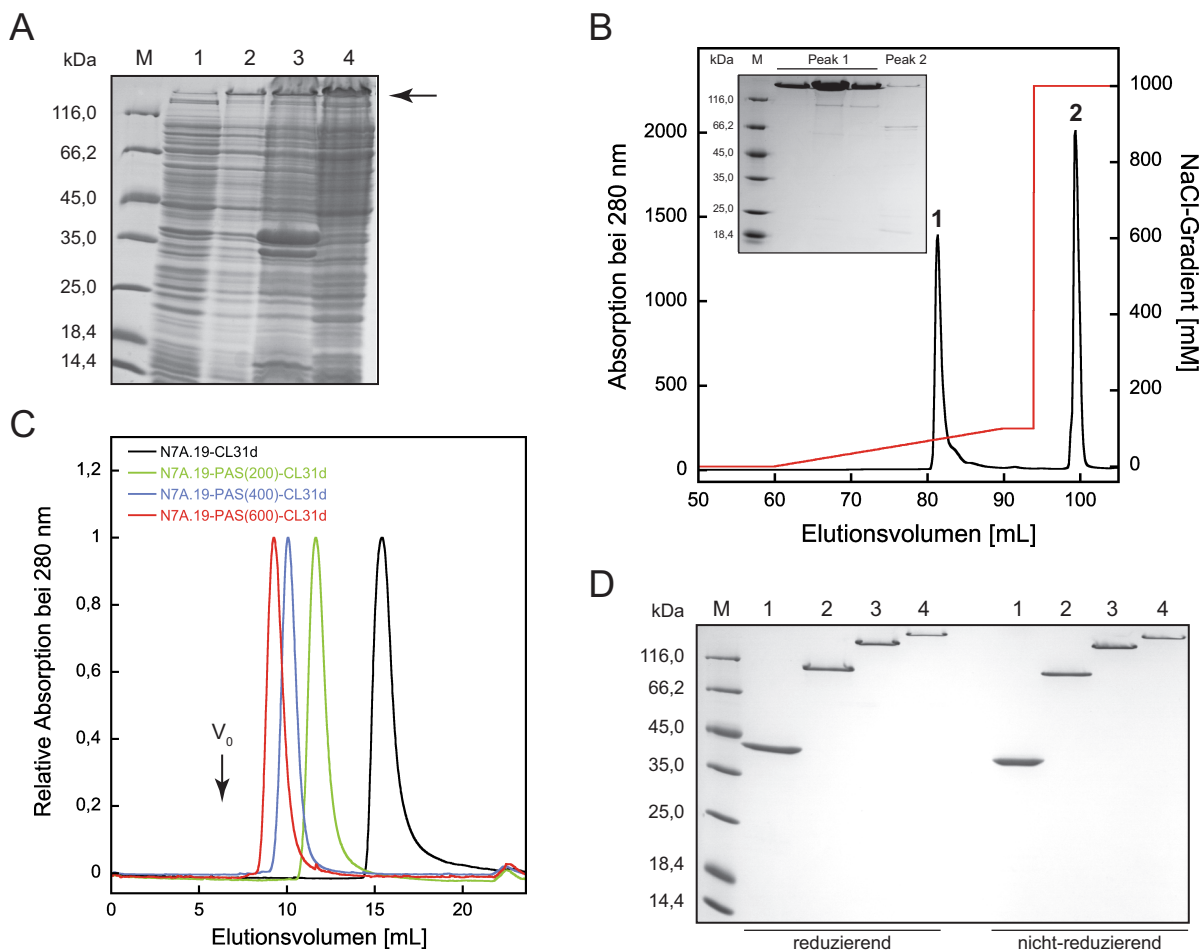 A
kDa M 1 2 3 4
116,0
66,2
45,0
35,0
25,0
18,4
14,4
B
Absorption bei 280 nm
2000
1500
1000
500
0
kDa M Peak 1 Peak 2
116,0
66,2
45,0
35,0
25,0
18,4
1
2
1000
800
600
400
200
0
NaCl-Gradient [mM]
50 60 70 80 90 100
Elutionsvolumen [mL]
C
Relative Absorption bei 280 nm
1,2
1
0,8
0,6
0,4
0,2
0
N7A.19-CL31d
N7A.19-PAS(200)-CL31d
N7A.19-PAS(400)-CL31d
N7A.19-PAS(600)-CL31d
V0
0 5 10 15 20
Elutionsvolumen [mL]
D
kDa M 1 2 3 4 1 2 3 4
116,0
66,2
45,0
35,0
25,0
18,4
14,4
reduzierend nicht-reduzierend